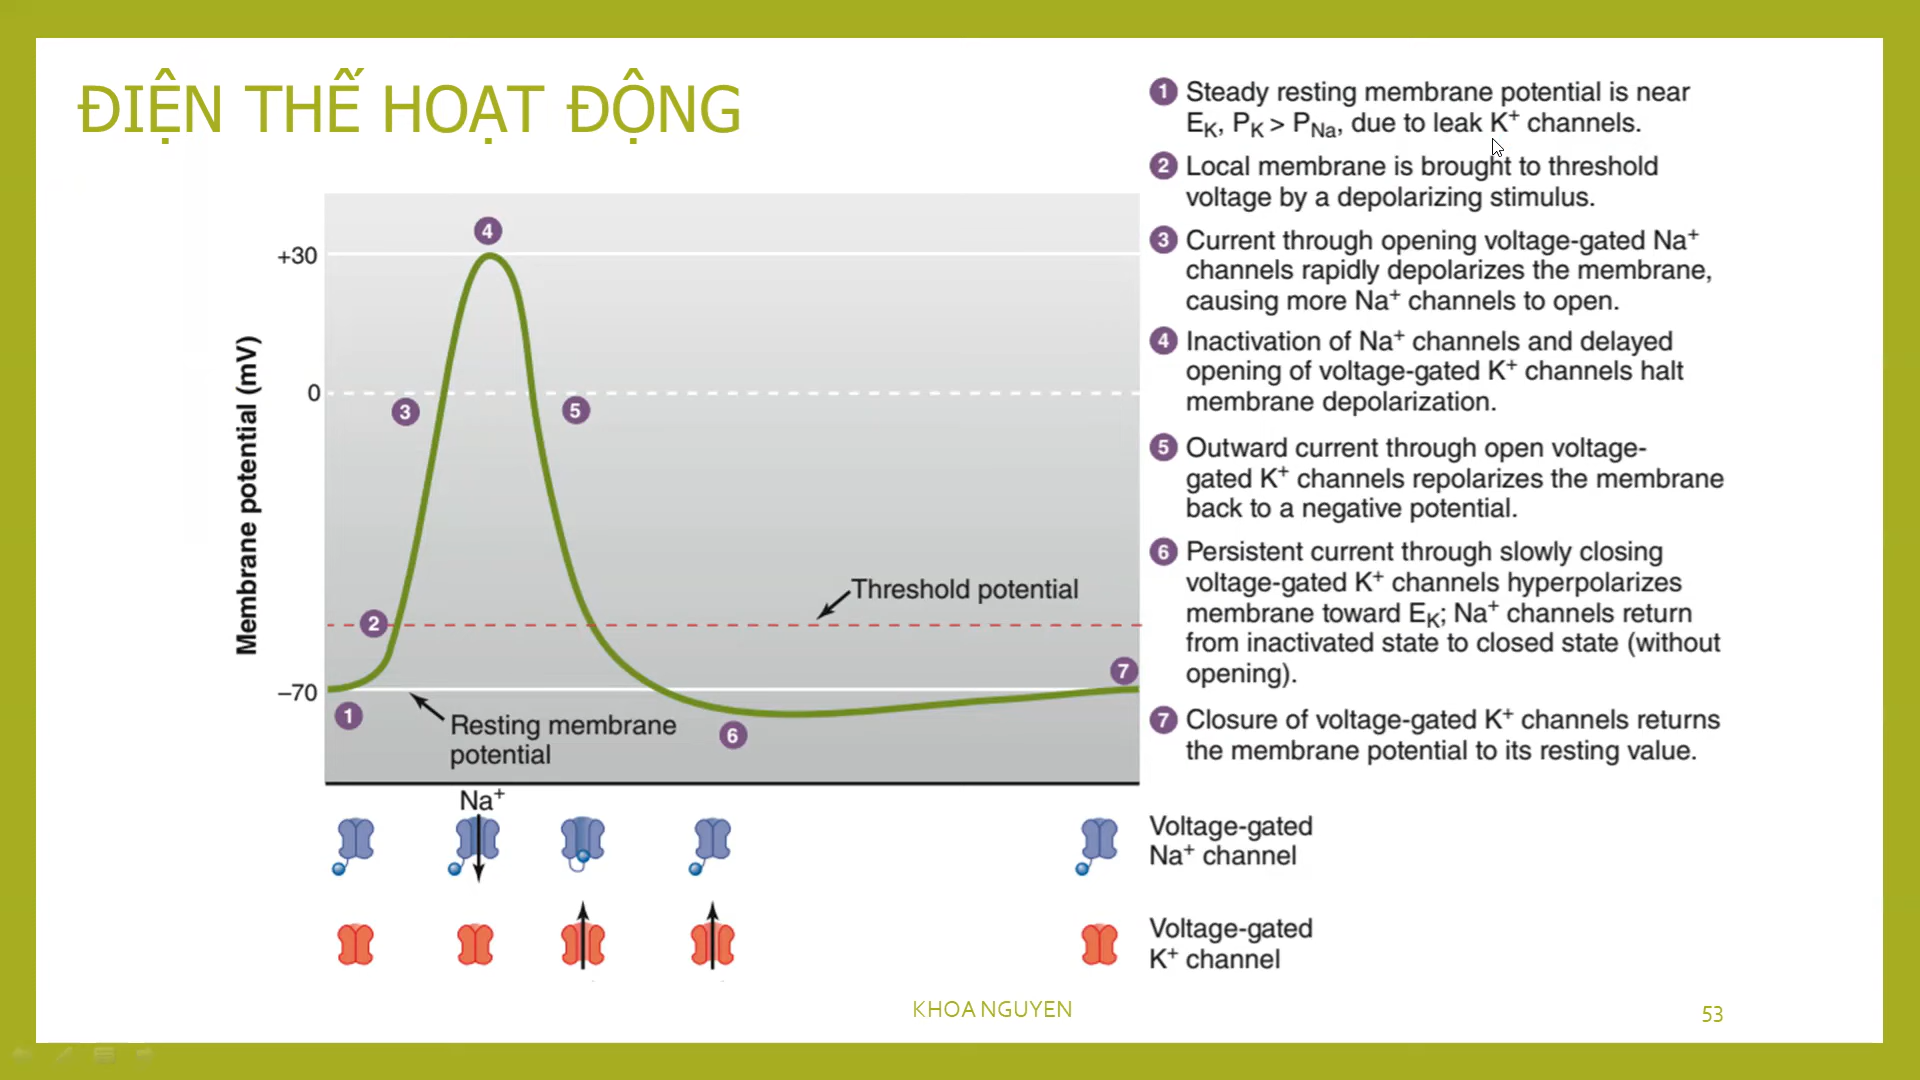 ĐIỆN THẾ HOẠT ĐỘNG
1 Steady resting membrane potential is near
EK, PK > PNa, due to leak K+ channels.
2 Local membrane is brought to threshold
voltage by a depolarizing stimulus.
3 Current through opening voltage-gated Na+
channels rapidly depolarizes the membrane,
causing more Na+ channels to open.
4 Inactivation of Na+ channels and delayed
opening of voltage-gated K+ channels halt
membrane depolarization.
5 Outward current through open voltage-
gated K+ channels repolarizes the membrane
back to a negative potential.
6 Persistent current through slowly closing
voltage-gated K+ channels hyperpolarizes
membrane toward EK; Na+ channels return
from inactivated state to closed state (without
opening).
7 Closure of voltage-gated K+ channels returns
the membrane potential to its resting value.
Membrane potential (mV)
+30
0
–70
4
3
5
2
Threshold potential
7
1
Resting membrane
potential
6
Na+
Voltage-gated
Na+ channel
Voltage-gated
K+ channel
KHOA NGUYEN
53